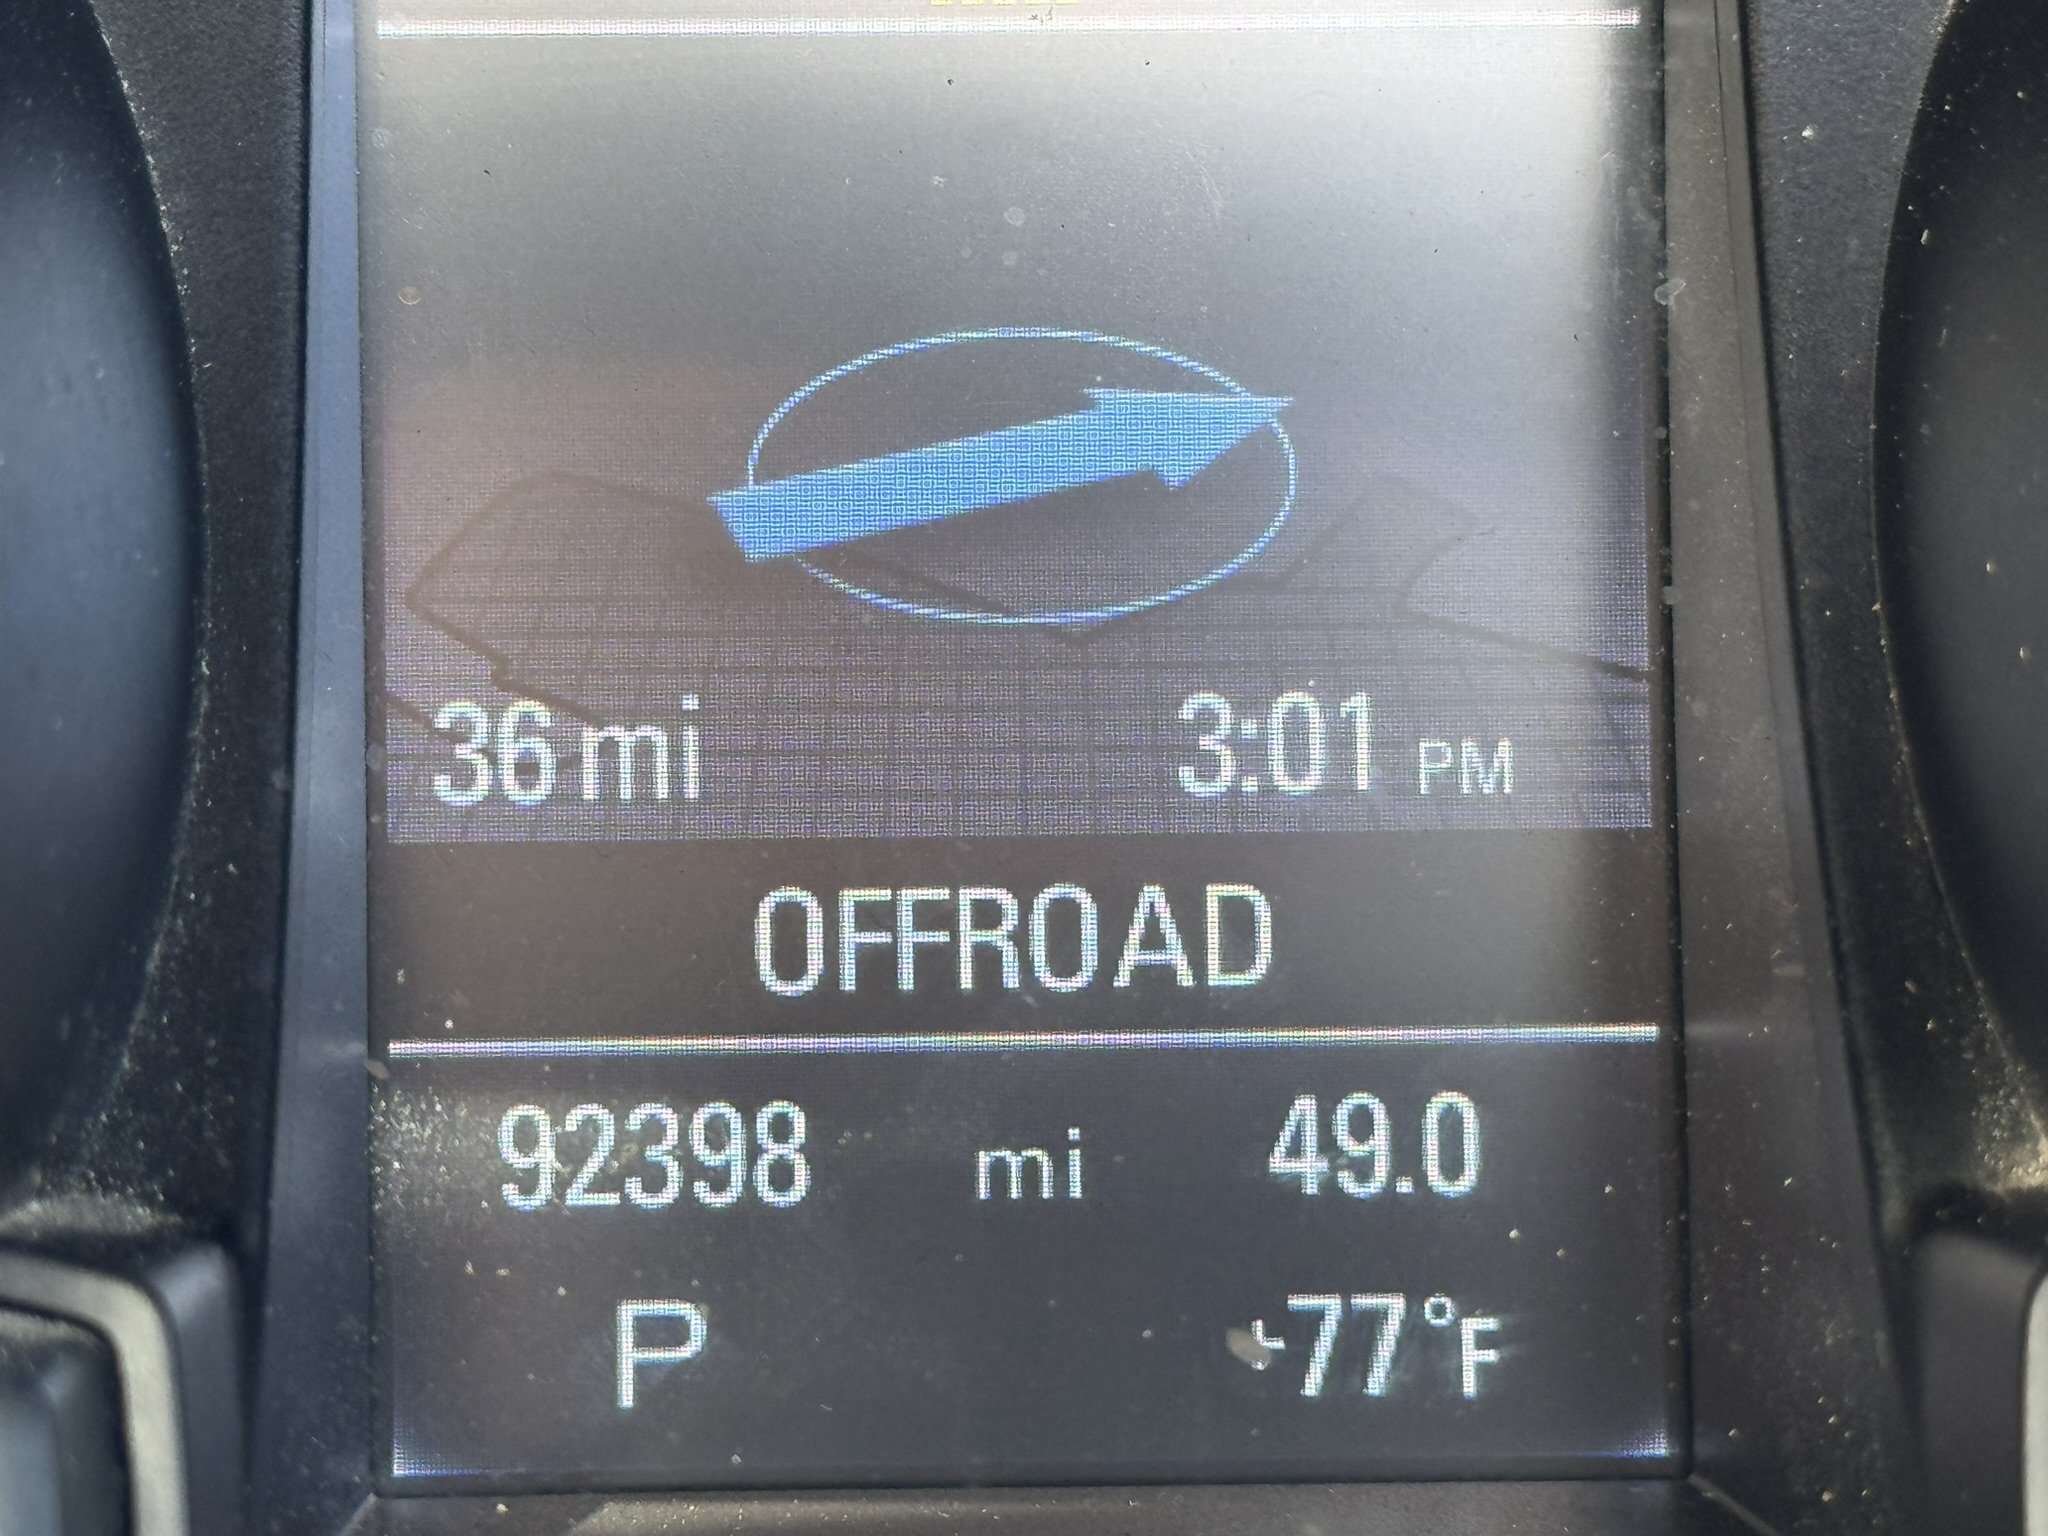 36 mi 3:01 PM
OFFROAD
92398 mi 49.0
P +77°F